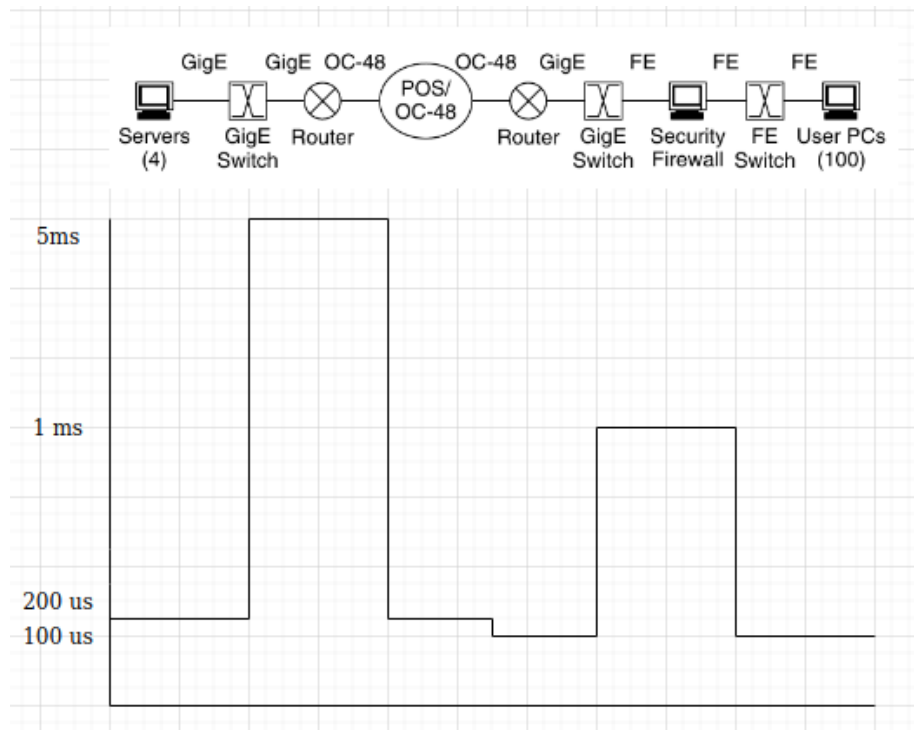 GigE GigE OC-48 OC-48 GigE FE FE FE
POS/
OC-48
Servers
(4)
GigE
Switch
Router
Router
GigE
Switch
Security
Firewall
FE
Switch
User PCs
(100)
5ms
1 ms
200 us
100 us